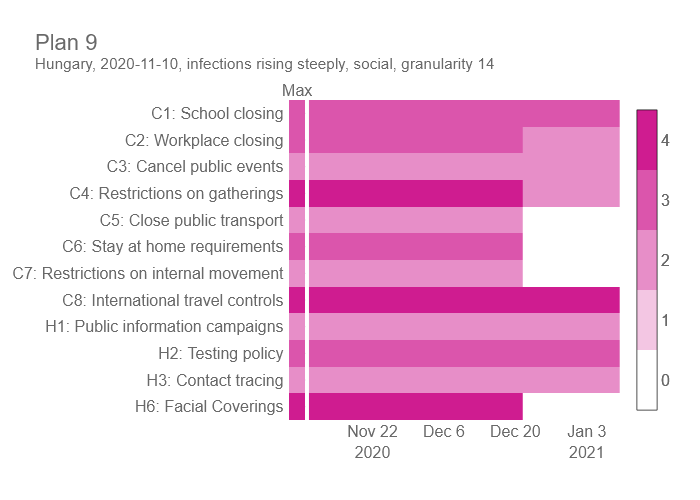 Plan 9
Hungary, 2020-11-10, infections rising steeply, social, granularity 14
Max
C1: School closing
C2: Workplace closing
C3: Cancel public events
C4: Restrictions on gatherings
C5: Close public transport
C6: Stay at home requirements
C7: Restrictions on internal movement
C8: International travel controls
H1: Public information campaigns
H2: Testing policy
H3: Contact tracing
H6: Facial Coverings
4
3
2
1
0
Nov 22 Dec 6 Dec 20 Jan 3
2020 2021